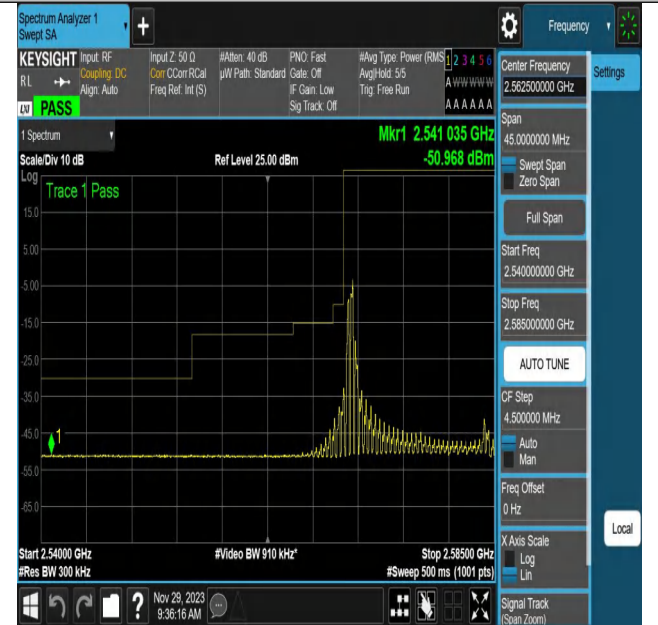 Spectrum Analyzer 1
Swept SA
+
Frequency
KEYSIGHT
RL
LXI PASS
Input: RF
Coupling: DC
Align: Auto
Input Z: 50 Ω
Corr CCorr RCal
Freq Ref: Int (S)
#Atten: 40 dB
µW Path: Standard
PNO: Fast
Gate: Off
IF Gain: Low
Sig Track: Off
#Avg Type: Power (RMS
Avg|Hold: 5/5
Trig: Free Run
1 2 3 4 5 6
A W W W W W
A A A A A A
1 Spectrum
Scale/Div 10 dB
Ref Level 25.00 dBm
Mkr1 2.541 035 GHz
-50.968 dBm
Log
Trace 1 Pass
15.0
5.00
-5.00
-15.0
-25.0
-35.0
-45.0
-55.0
-65.0
1
Start 2.54000 GHz
#Res BW 300 kHz
#Video BW 910 kHz*
Stop 2.58500 GHz
#Sweep 500 ms (1001 pts)
Center Frequency
2.562500000 GHz
Settings
Span
45.0000000 MHz
Swept Span
Zero Span
Full Span
Start Freq
2.540000000 GHz
Stop Freq
2.585000000 GHz
AUTO TUNE
CF Step
4.500000 MHz
Auto
Man
Freq Offset
0 Hz
X Axis Scale
Log
Lin
Local
Signal Track
(Span Zoom)
?
Nov 29, 2023
9:36:16 AM